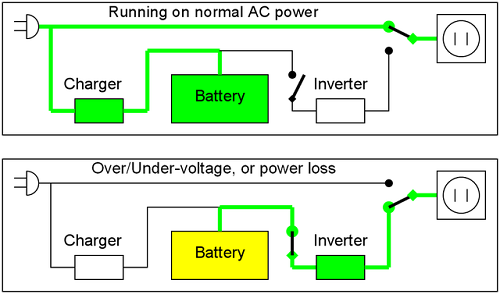 Running on normal AC power
Charger
Battery
Inverter
Over/Under-voltage, or power loss
Charger
Battery
Inverter